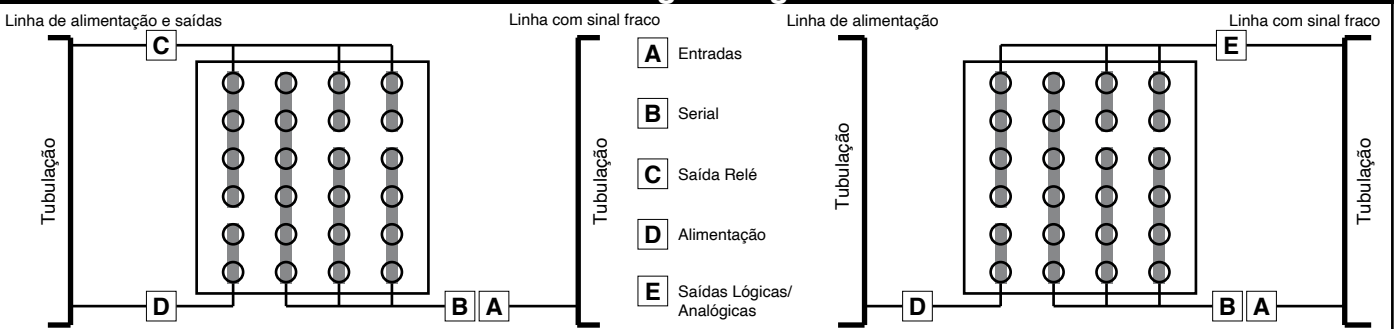 Linha de alimentação e saídas
Linha com sinal fraco
C
Tubulação
D
B A
Tubulação
A Entradas
B Serial
C Saída Relé
D Alimentação
E Saídas Lógicas/
Analógicas
Linha de alimentação
Linha com sinal fraco
E
Tubulação
D
B A
Tubulação